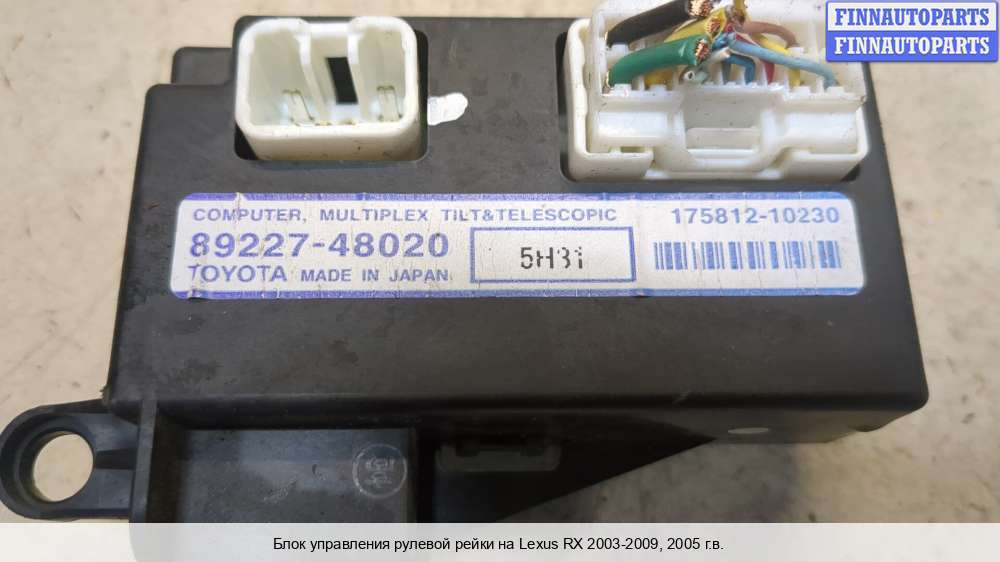 FINNAUTOPARTS
FINNAUTOPARTS
COMPUTER, MULTIPLEX TILT&TELESCOPIC 175812-10230
89227-48020 5H31
TOYOTA MADE IN JAPAN
Блок управления рулевой рейки на Lexus RX 2003-2009, 2005 г.в.